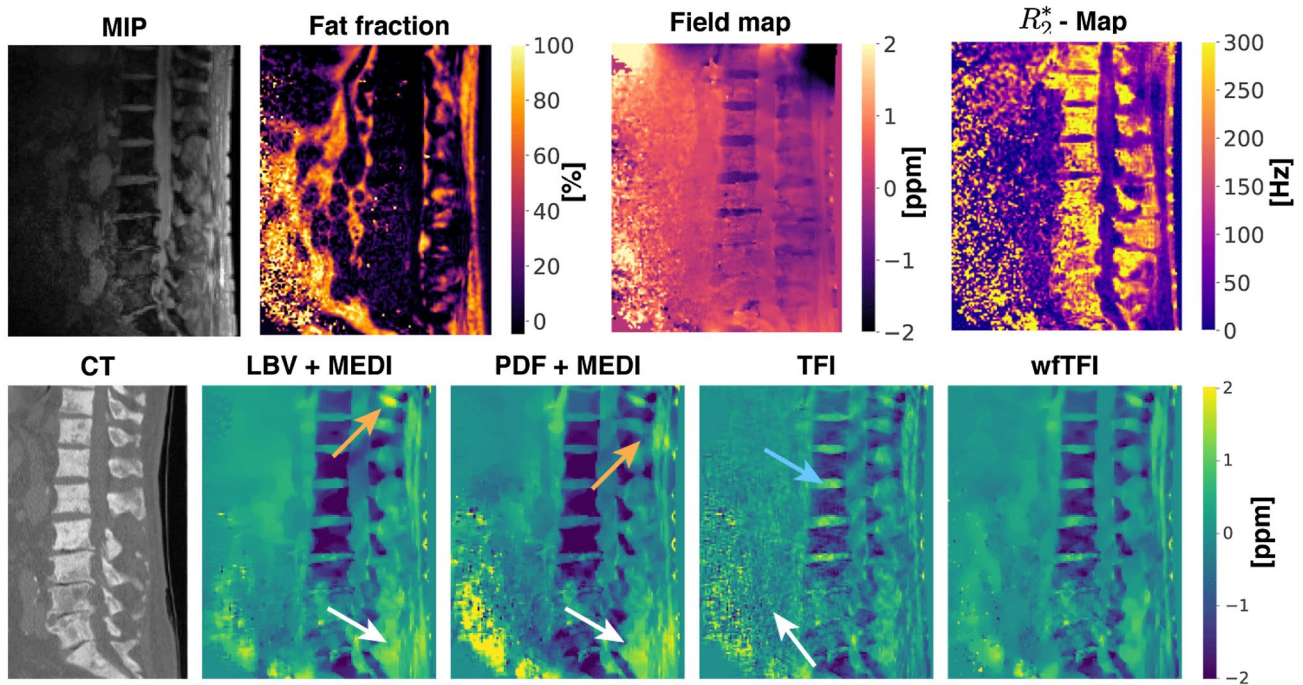 MIP
Fat fraction
100
80
60
40
20
0
[%]
Field map
2
1
0
−1
−2
[ppm]
R₂* - Map
300
250
200
150
100
50
0
[Hz]
CT
LBV + MEDI
PDF + MEDI
TFI
wfTFI
2
1
0
−1
−2
[ppm]